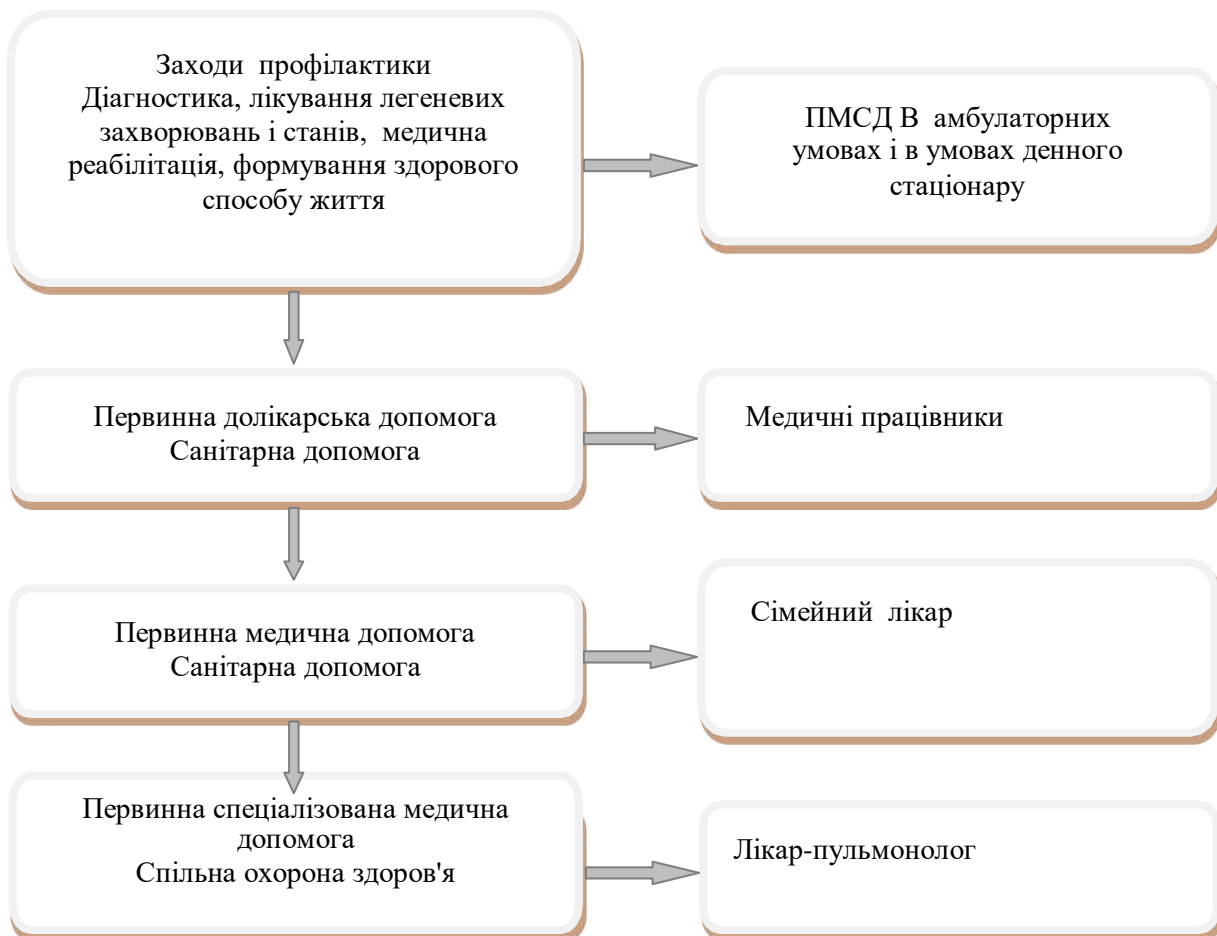 Заходи профілактики
Діагностика, лікування легеневих
захворювань і станів, медична
реабілітація, формування здорового
способу життя
ПМСД В амбулаторних
умовах і в умовах денного
стаціонару
Первинна долікарська допомога
Санітарна допомога
Медичні працівники
Первинна медична допомога
Санітарна допомога
Сімейний лікар
Первинна спеціалізована медична
допомога
Спільна охорона здоров'я
Лікар-пульмонолог